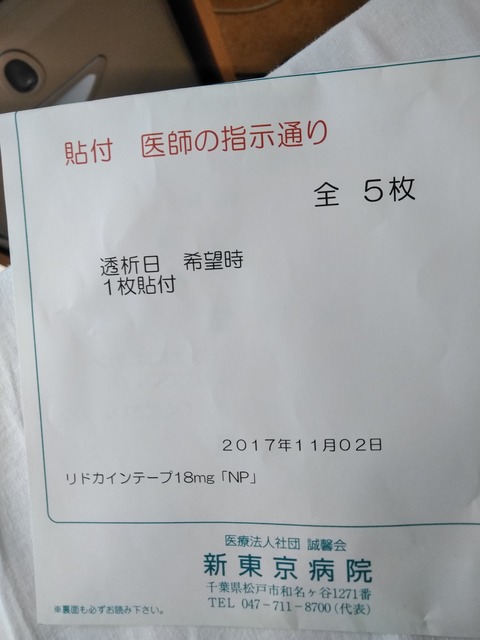 貼付 医師の指示通り
全 5枚
透析日 希望時
1枚貼付
2017年11月02日
リドカインテープ18mg「NP」
医療法人社団 誠馨会
新東京病院
千葉県松戸市和名ヶ谷1271番
TEL 047-711-8700(代表)
※裏面も必ずお読み下さい。